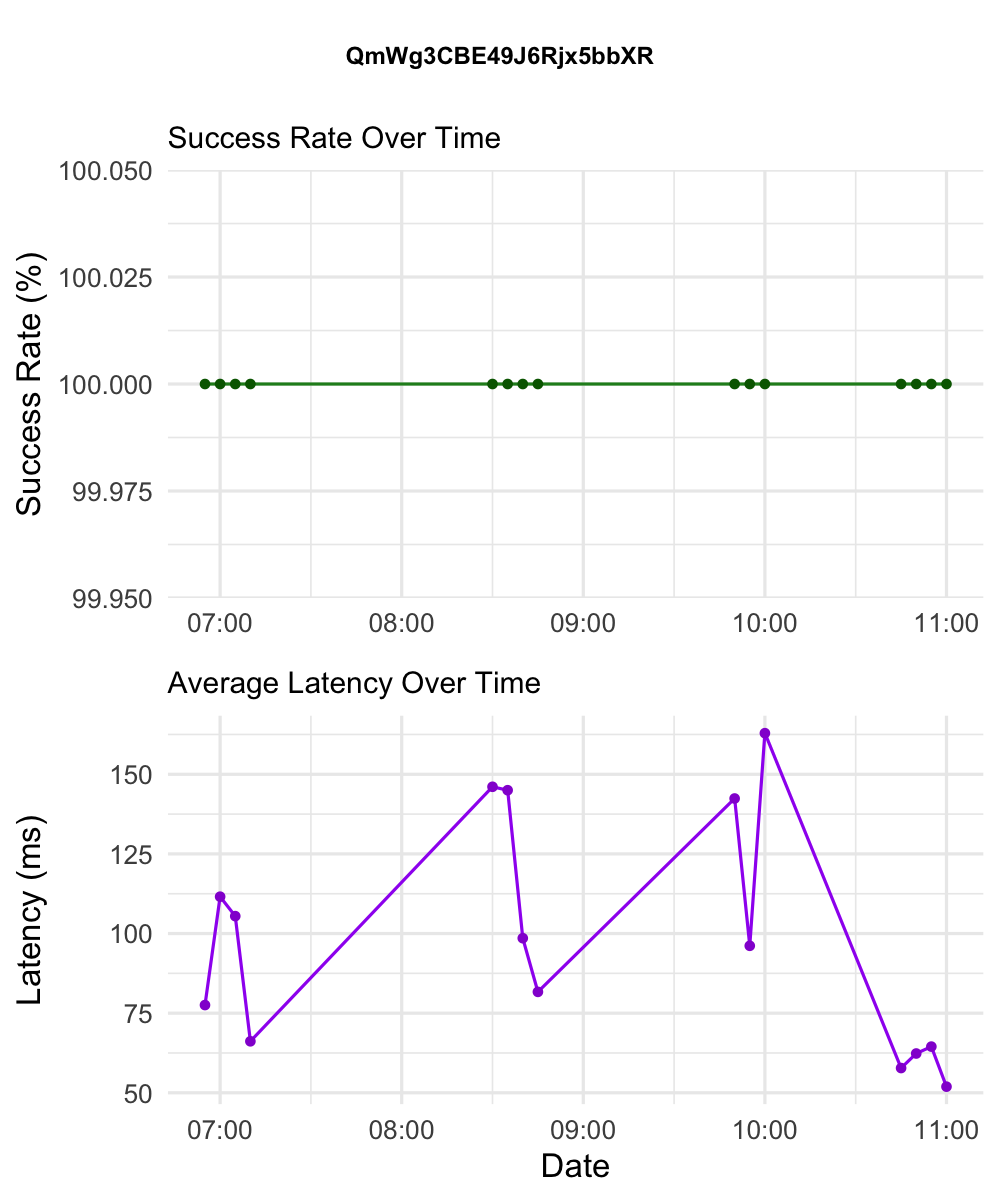 QmWg3CBE49J6Rjx5bbXR
Success Rate Over Time
Success Rate (%)
100.050
100.025
100.000
99.975
99.950
07:00 08:00 09:00 10:00 11:00
Average Latency Over Time
Latency (ms)
150
125
100
75
50
07:00 08:00 09:00 10:00 11:00
Date